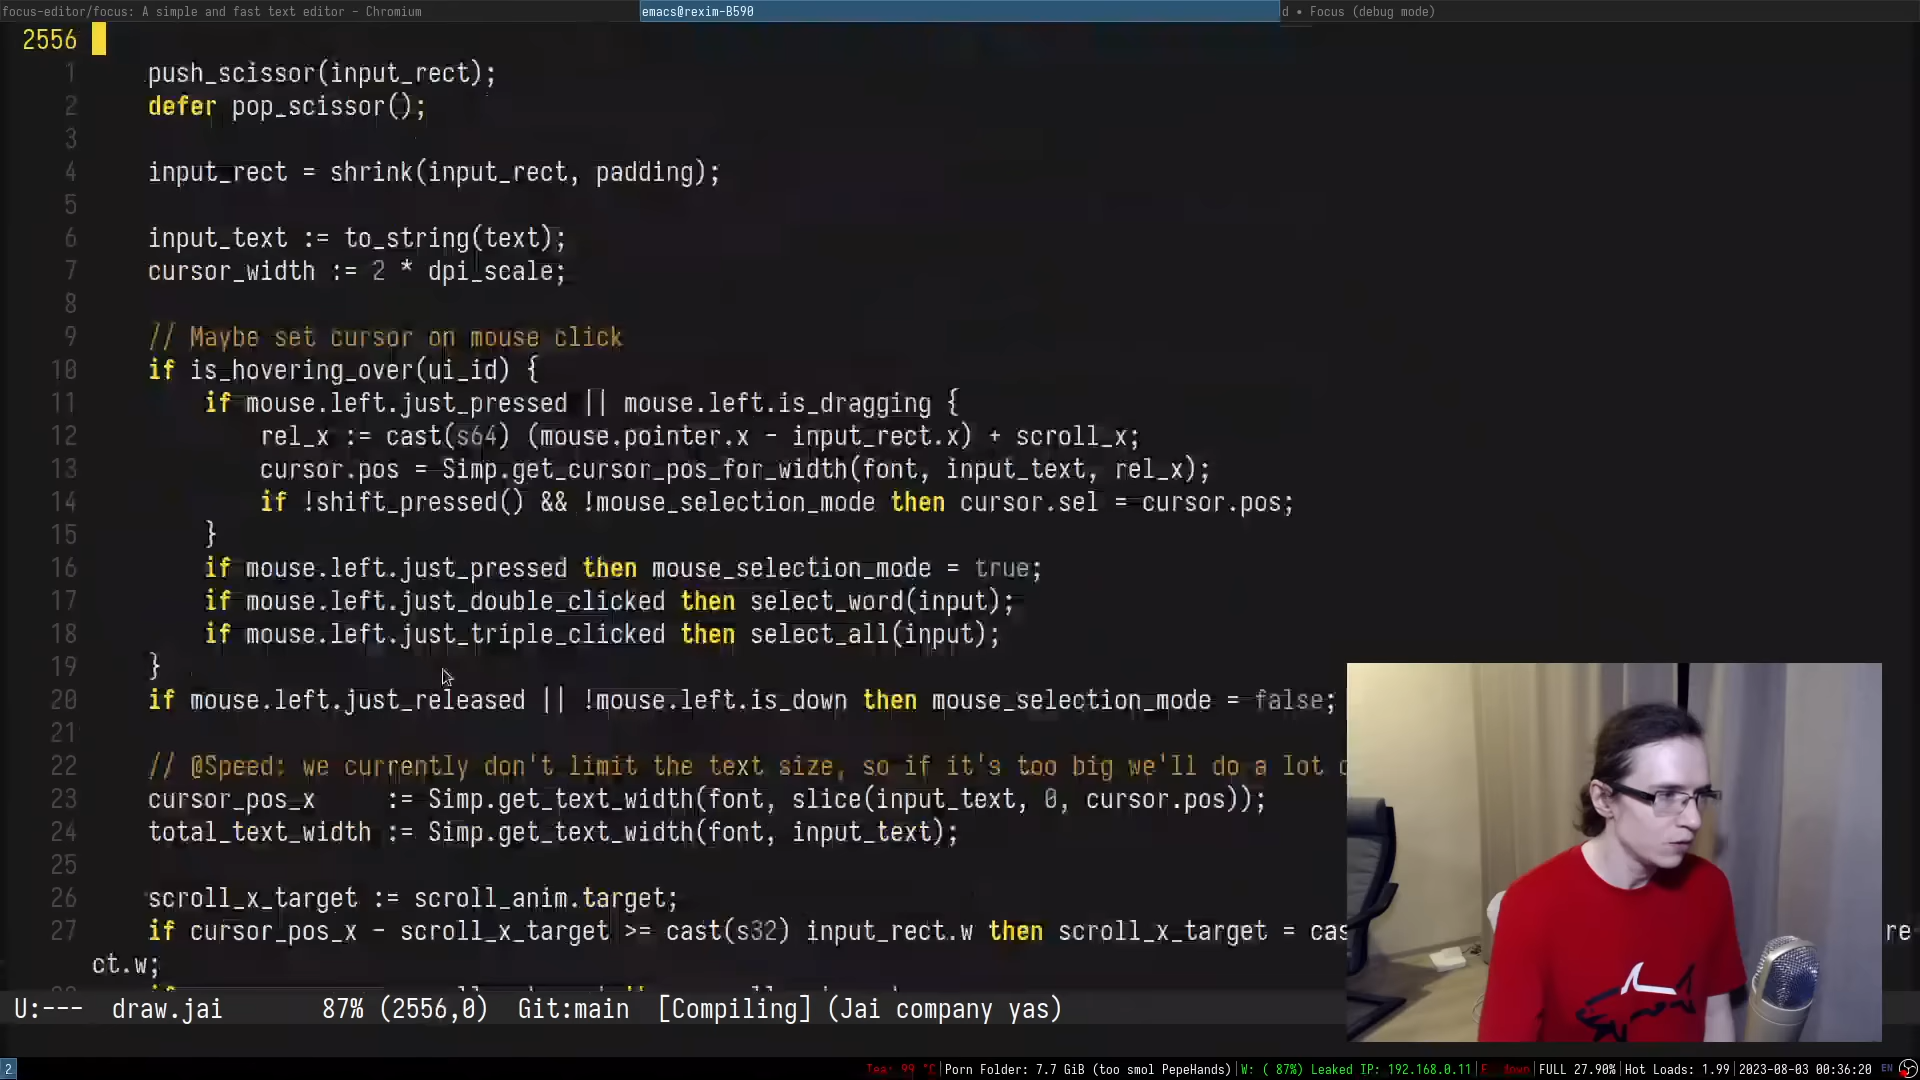 focus-editor/focus: A simple and fast text editor - Chromium
emacs@rexim-B590
d • Focus (debug mode)
2556
1 push_scissor(input_rect);
2 defer pop_scissor();
3
4 input_rect = shrink(input_rect, padding);
5
6 input_text := to_string(text);
7 cursor_width := 2 * dpi_scale;
8
9 // Maybe set cursor on mouse click
10 if is_hovering_over(ui_id) {
11 if mouse.left.just_pressed || mouse.left.is_dragging {
12 rel_x := cast(s64) (mouse.pointer.x - input_rect.x) + scroll_x;
13 cursor.pos = Simp.get_cursor_pos_for_width(font, input_text, rel_x);
14 if !shift_pressed() && !mouse_selection_mode then cursor.sel = cursor.pos;
15 }
16 if mouse.left.just_pressed then mouse_selection_mode = true;
17 if mouse.left.just_double_clicked then select_word(input);
18 if mouse.left.just_triple_clicked then select_all(input);
19 }
20 if mouse.left.just_released || !mouse.left.is_down then mouse_selection_mode = false;
21
22 // @Speed: we currently don't limit the text size, so if it's too big we'll do a lot
23 cursor_pos_x := Simp.get_text_width(font, slice(input_text, 0, cursor.pos));
24 total_text_width := Simp.get_text_width(font, input_text);
25
26 scroll_x_target := scroll_anim.target;
27 if cursor_pos_x - scroll_x_target >= cast(s32) input_rect.w then scroll_x_target = cas re
ct.w;
U:--- draw.jai 87% (2556,0) Git:main [Compiling] (Jai company yas)
2 Tea: 99 °C|Porn Folder: 7.7 GiB (too smol PepeHands)|W: ( 87%) Leaked IP: 192.168.0.11|E: down|FULL 27.90%|Hot Loads: 1.99|2023-08-03 00:36:20 EN